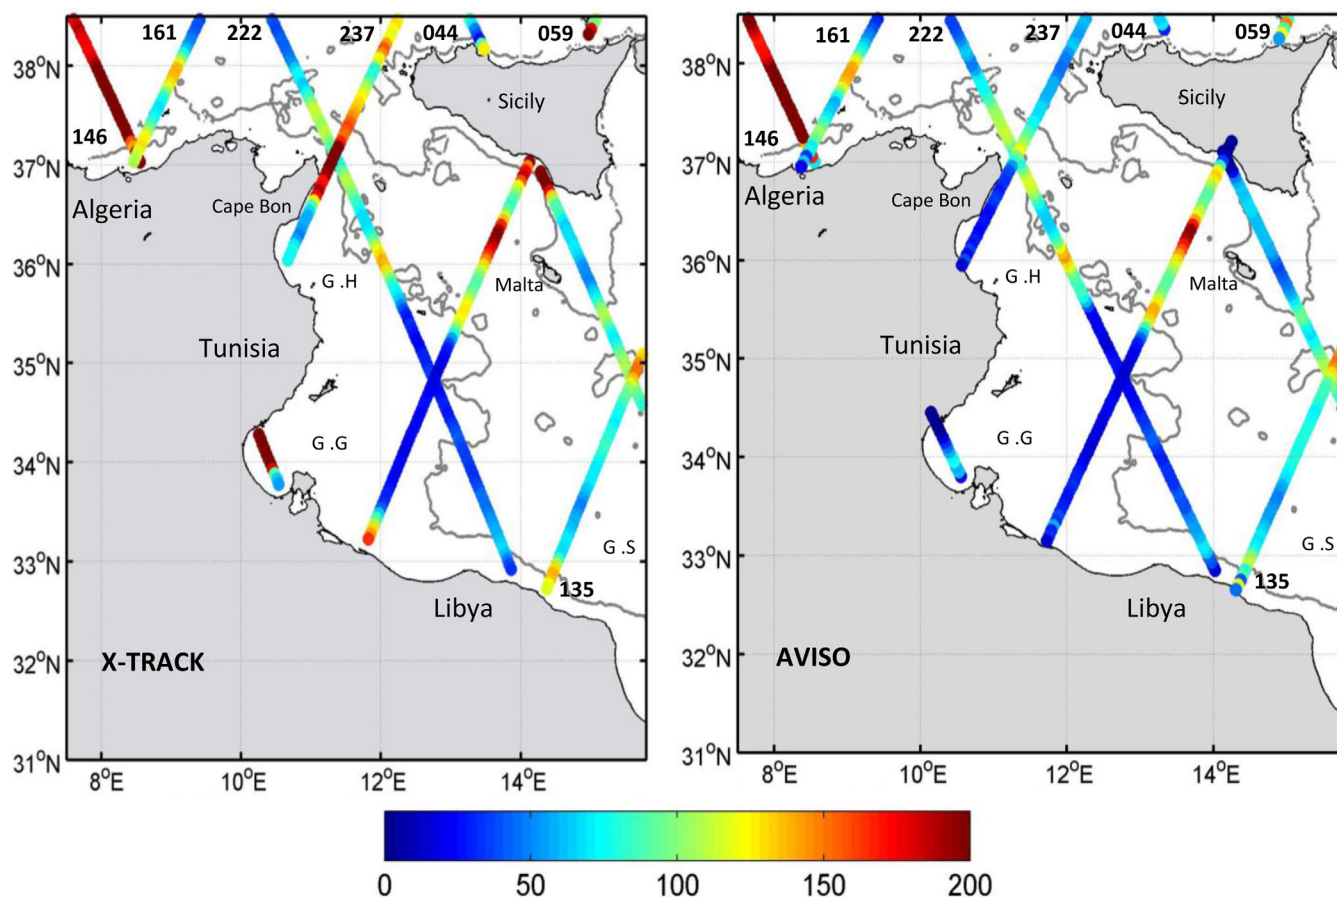 161 222 237 044 059
161 222 237 044 059
38°N
38°N
Sicily
Sicily
146
146
37°N
37°N
Algeria
Cape Bon
Algeria
Cape Bon
36°N
36°N
G .H
Malta
G .H
Malta
Tunisia
Tunisia
35°N
35°N
G .G
G .G
34°N
34°N
G .S
G .S
33°N
33°N
135
135
Libya
Libya
X-TRACK
AVISO
32°N
32°N
31°N
31°N
8°E 10°E 12°E 14°E
8°E 10°E 12°E 14°E
0 50 100 150 200